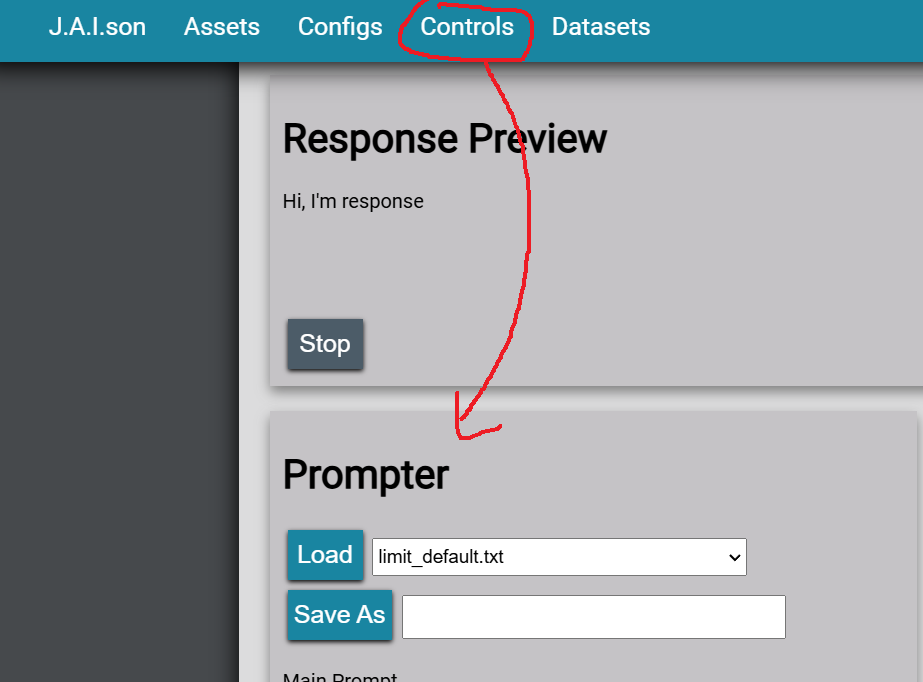 J.A.I.son Assets Configs Controls Datasets
Response Preview
Hi, I'm response
Stop
Prompter
Load limit_default.txt
Save As
Main Prompt